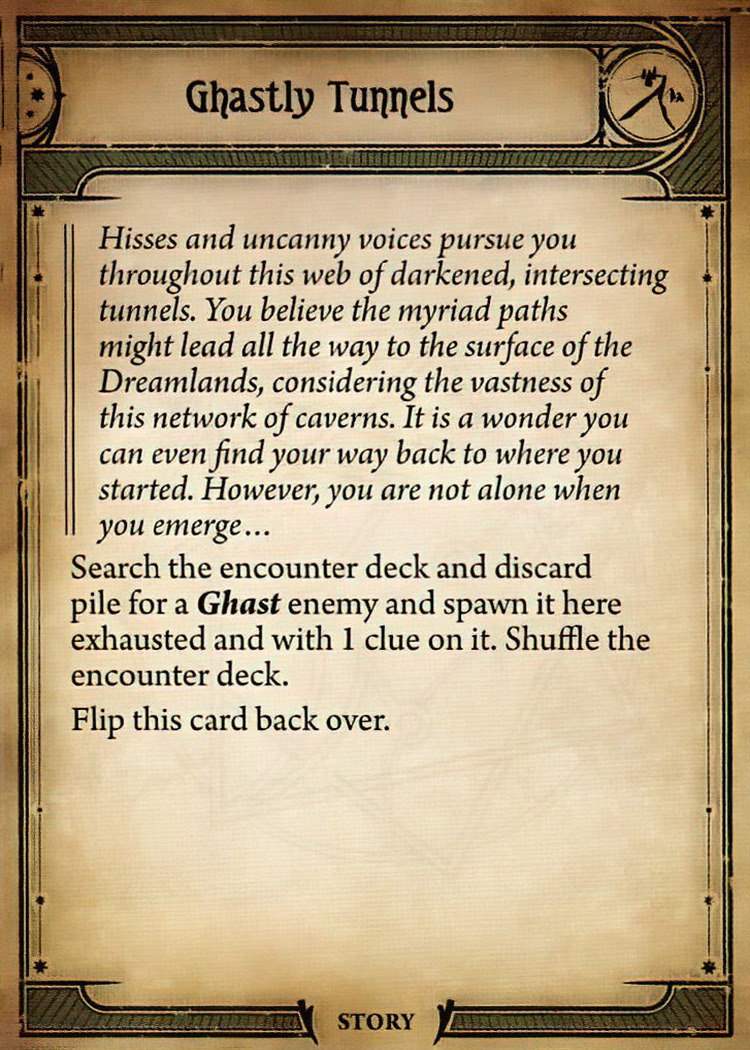 Ghastly Tunnels
Hisses and uncanny voices pursue you
throughout this web of darkened, intersecting
tunnels. You believe the myriad paths
might lead all the way to the surface of the
Dreamlands, considering the vastness of
this network of caverns. It is a wonder you
can even find your way back to where you
started. However, you are not alone when
you emerge…
Search the encounter deck and discard
pile for a Ghast enemy and spawn it here
exhausted and with 1 clue on it. Shuffle the
encounter deck.
Flip this card back over.
STORY